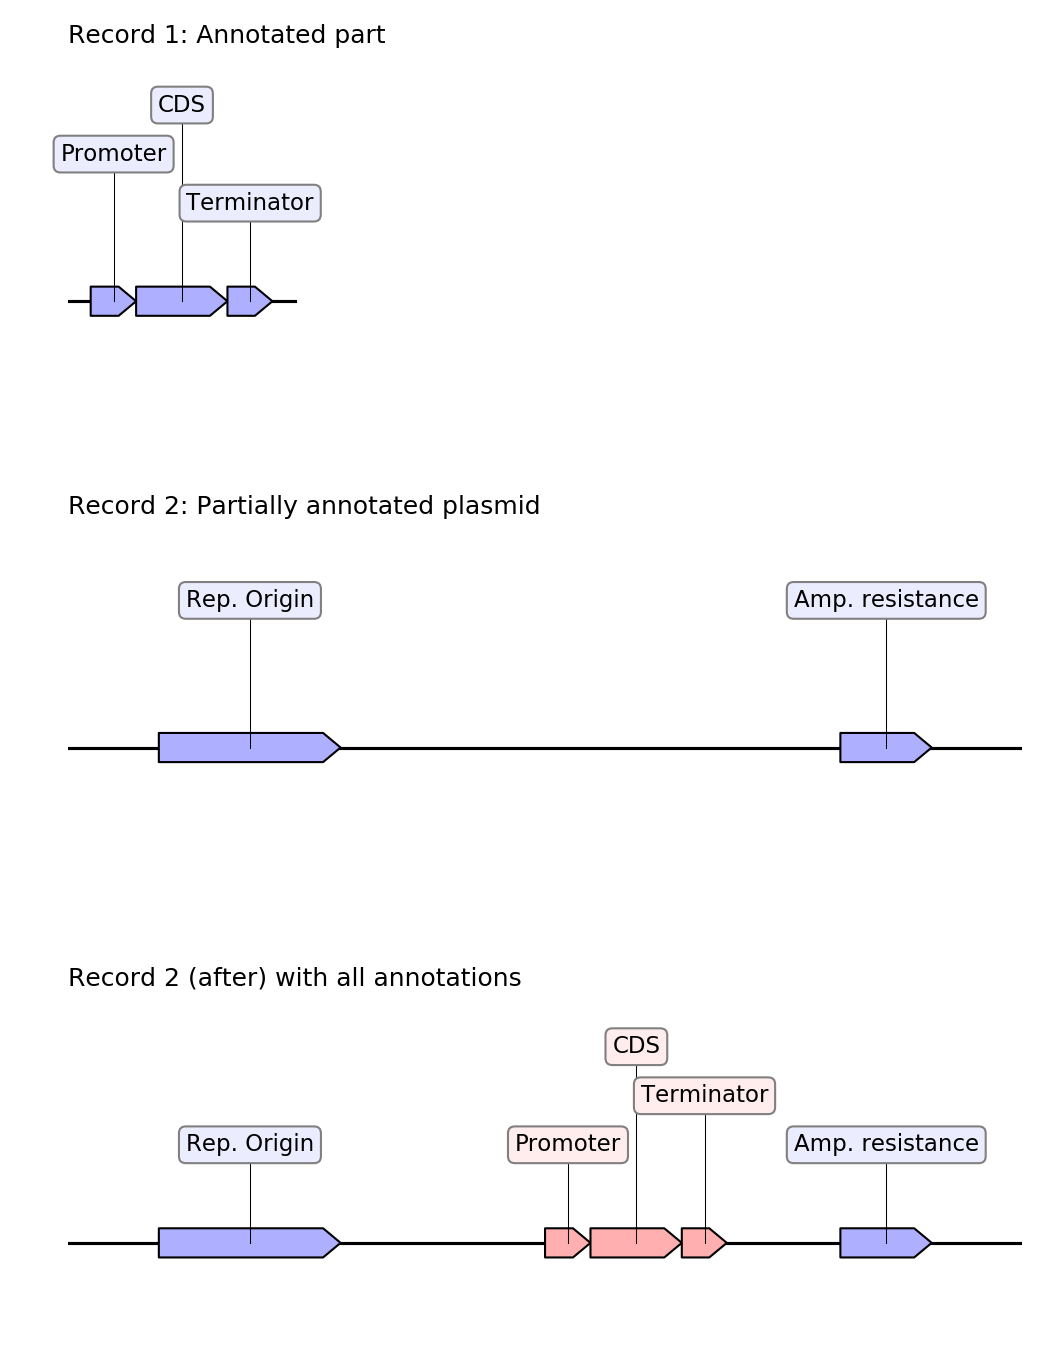 Record 1: Annotated part
CDS
Promoter
Terminator
Record 2: Partially annotated plasmid
Rep. Origin
Amp. resistance
Record 2 (after) with all annotations
CDS
Terminator
Rep. Origin
Promoter
Amp. resistance